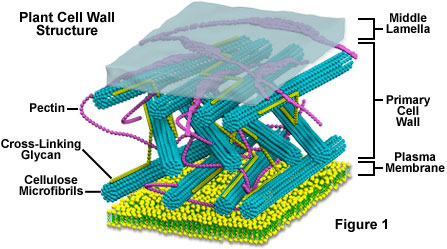 Plant Cell Wall
Structure
Middle
Lamella
Pectin
Primary
Cell
Wall
Cross-Linking
Glycan
Plasma
Membrane
Cellulose
Microfibrils
Figure 1